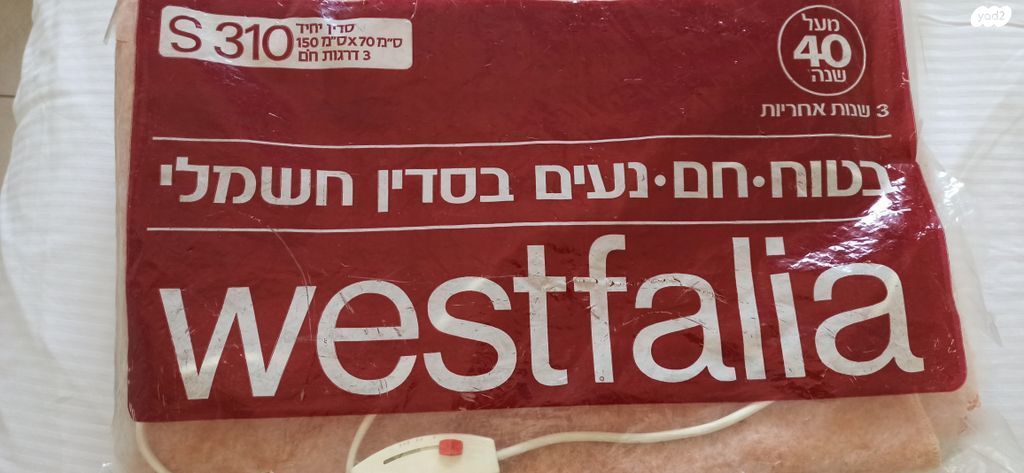 yad2
S 310
סדין יחיד
150 ס"מ x 70 ס"מ
3 דרגות חום
מעל
40
שנה
3 שנות אחריות
בטוח•חם•נעים בסדין חשמלי
westfalia